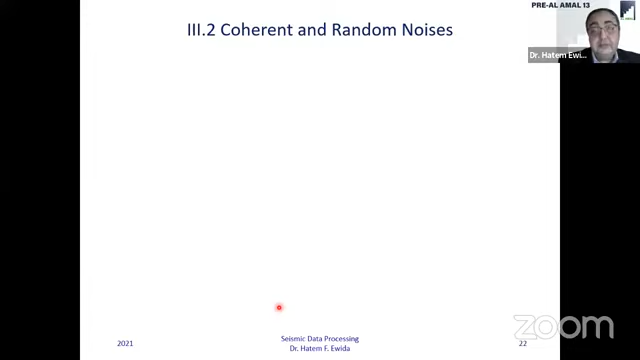 PRE-AL AMAL 13
III.2 Coherent and Random Noises
Dr. Hatem Ewi...
2021
Seismic Data Processing
Dr. Hatem F. Ewida
22
zoom